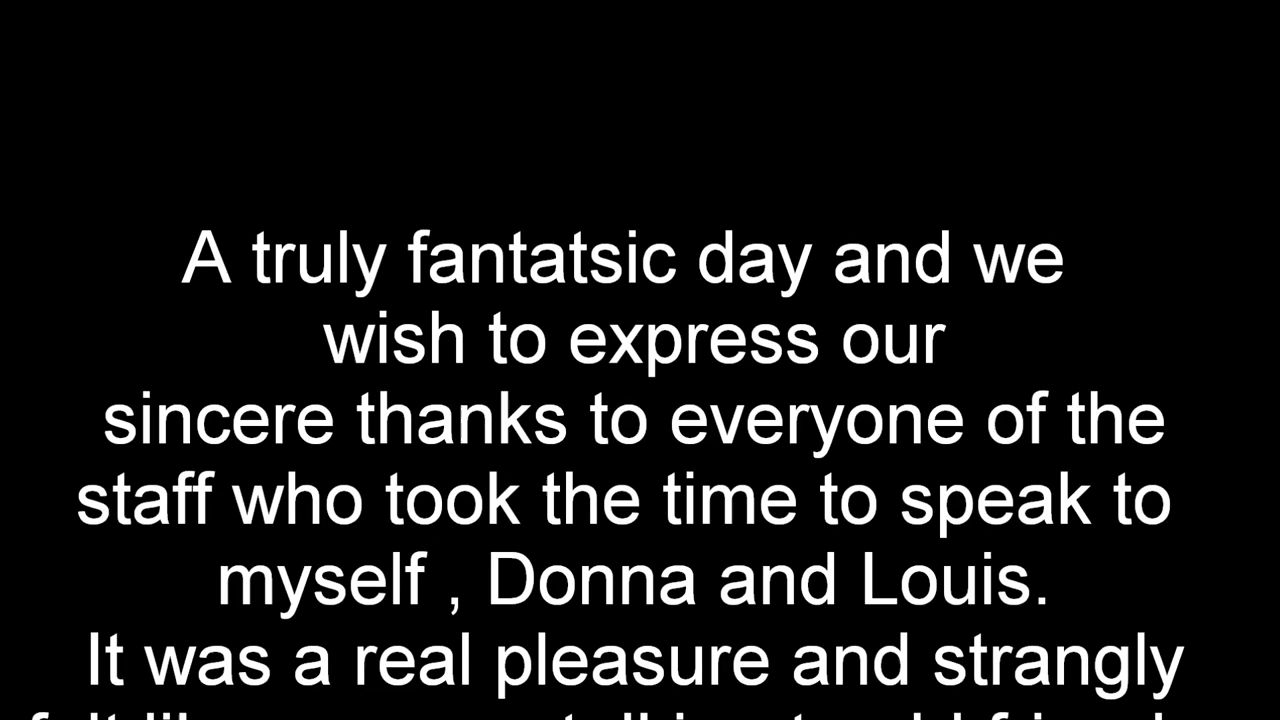 A truly fantatsic day and we
wish to express our
sincere thanks to everyone of the
staff who took the time to speak to
myself , Donna and Louis.
It was a real pleasure and strangly